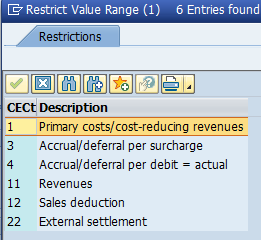 Restrict Value Range (1) 6 Entries found
Restrictions
CECt Description
1 Primary costs/cost-reducing revenues
3 Accrual/deferral per surcharge
4 Accrual/deferral per debit = actual
11 Revenues
12 Sales deduction
22 External settlement